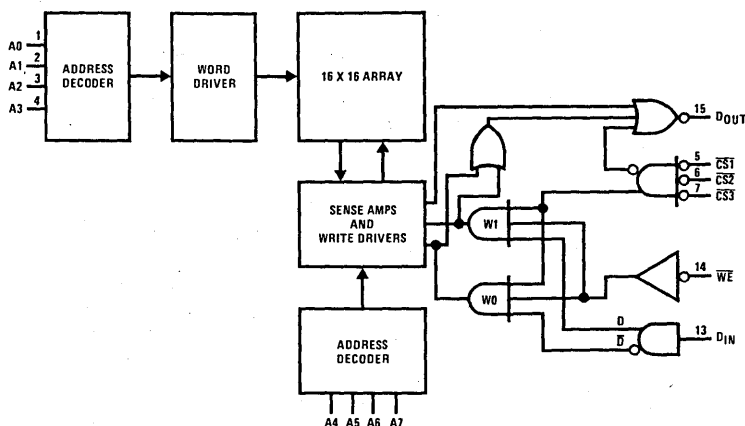 A0 1
A1 2
A2 3
A3 4
ADDRESS
DECODER
WORD
DRIVER
16 X 16 ARRAY
15 DOUT
5 CS1
6 CS2
7 CS3
SENSE AMPS
AND
WRITE DRIVERS
W1
14 WE
W0
D
D
13 DIN
ADDRESS
DECODER
A4 A5 A6 A7